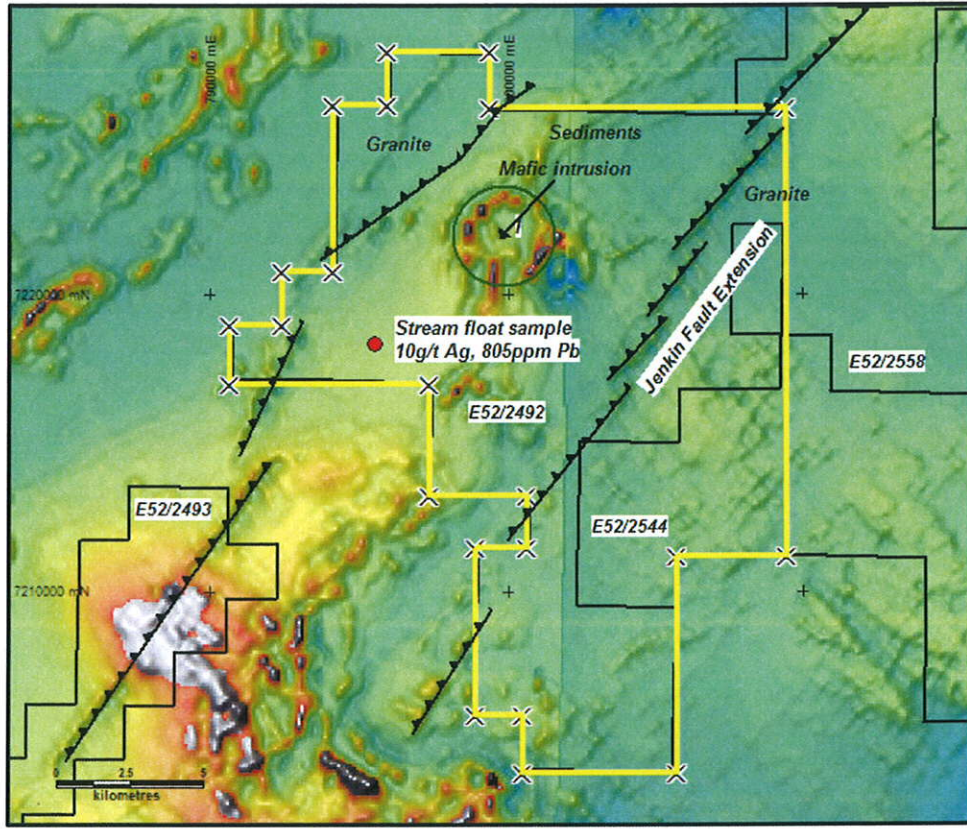 790000 mE
Granite
Sediments
Mafic intrusion
Granite
Jenkin Fault Extension
7220000 mN
Stream float sample
10g/t Ag, 805ppm Pb
E52/2558
E52/2492
E52/2493
E52/2544
7210000 mN
0 2.5 5
kilometres